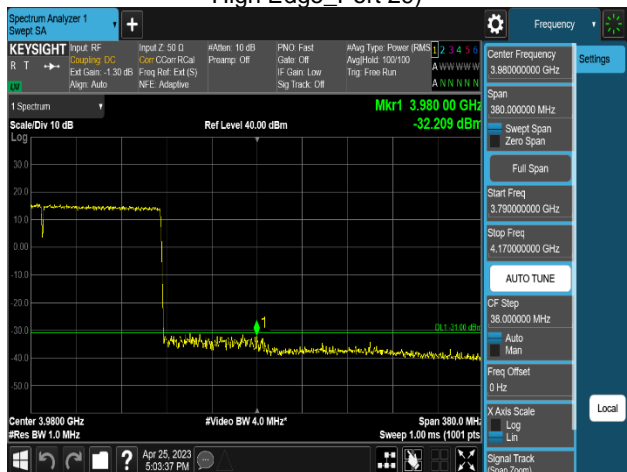 High Edge_Port 25)
Spectrum Analyzer 1
Swept SA
Frequency
KEYSIGHT
R T
Input: RF
Coupling: DC
Ext Gain: -1.30 dB
Align: Auto
Input Z: 50 Ω
Corr CCorr RCal
Freq Ref: Ext (S)
NFE: Adaptive
#Atten: 10 dB
Preamp: Off
PNO: Fast
Gate: Off
IF Gain: Low
Sig Track: Off
#Avg Type: Power (RMS
Avg|Hold: 100/100
Trig: Free Run
1 2 3 4 5 6
A W W W W W
A N N N N N
1 Spectrum
Mkr1 3.980 00 GHz
Scale/Div 10 dB
Ref Level 40.00 dBm
-32.209 dBm
Log
30.0
20.0
10.0
0.00
-10.0
-20.0
-30.0
-40.0
-50.0
1
DL1 -31.00 dBm
Center 3.9800 GHz
#Video BW 4.0 MHz*
Span 380.0 MHz
#Res BW 1.0 MHz
Sweep 1.00 ms (1001 pts)
Center Frequency
3.980000000 GHz
Settings
Span
380.000000 MHz
Swept Span
Zero Span
Full Span
Start Freq
3.790000000 GHz
Stop Freq
4.170000000 GHz
AUTO TUNE
CF Step
38.000000 MHz
Auto
Man
Freq Offset
0 Hz
X Axis Scale
Log
Lin
Local
Signal Track
(Span Zoom)
Apr 25, 2023
5:03:37 PM